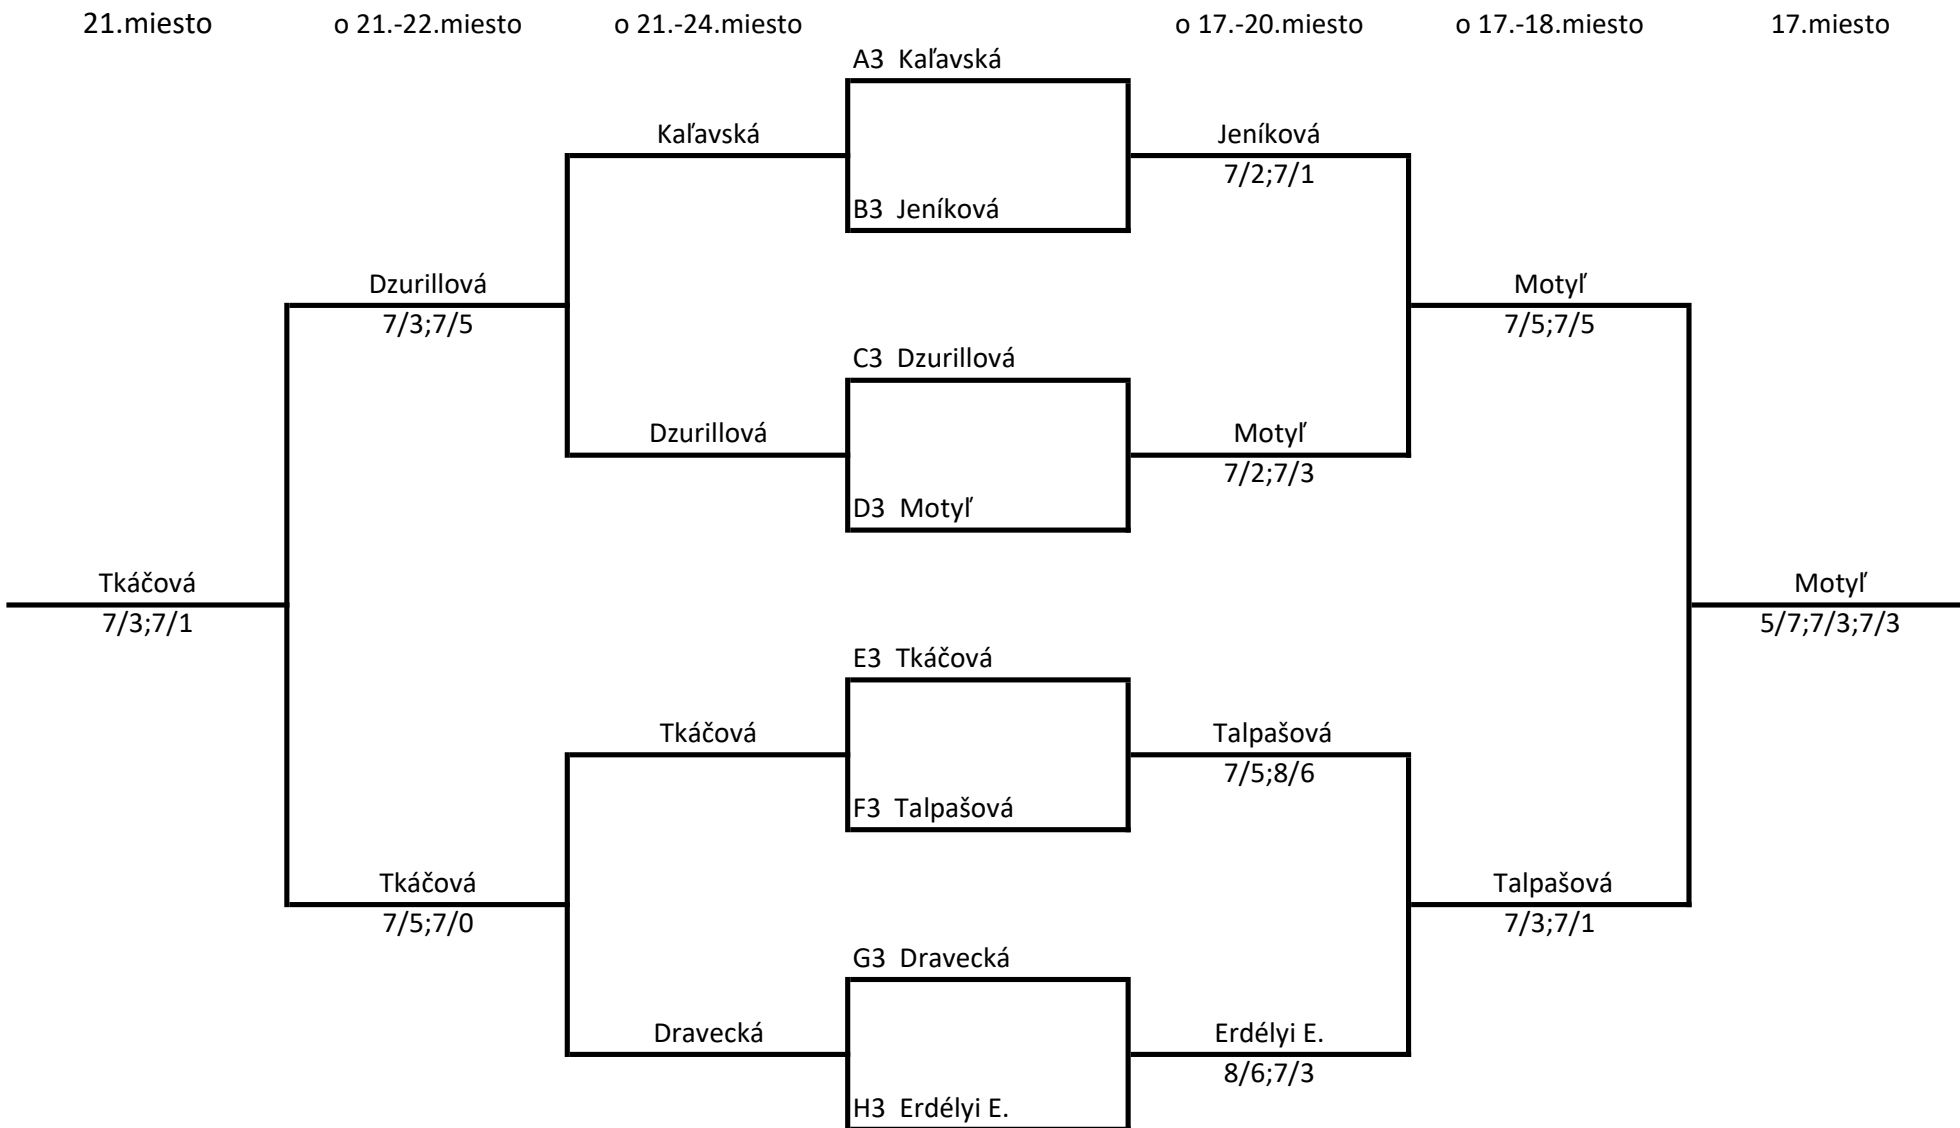 21.miesto o 21.-22.miesto o 21.-24.miesto o 17.-20.miesto o 17.-18.miesto 17.miesto
A3 Kaľavská
Kaľavská Jeníková
7/2;7/1
B3 Jeníková
Dzurillová Motyľ
7/3;7/5 7/5;7/5
C3 Dzurillová
Dzurillová Motyľ
7/2;7/3
D3 Motyľ
Tkáčová Motyľ
7/3;7/1 5/7;7/3;7/3
E3 Tkáčová
Tkáčová Talpašová
7/5;8/6
F3 Talpašová
Tkáčová Talpašová
7/5;7/0 7/3;7/1
G3 Dravecká
Dravecká Erdélyi E.
8/6;7/3
H3 Erdélyi E.